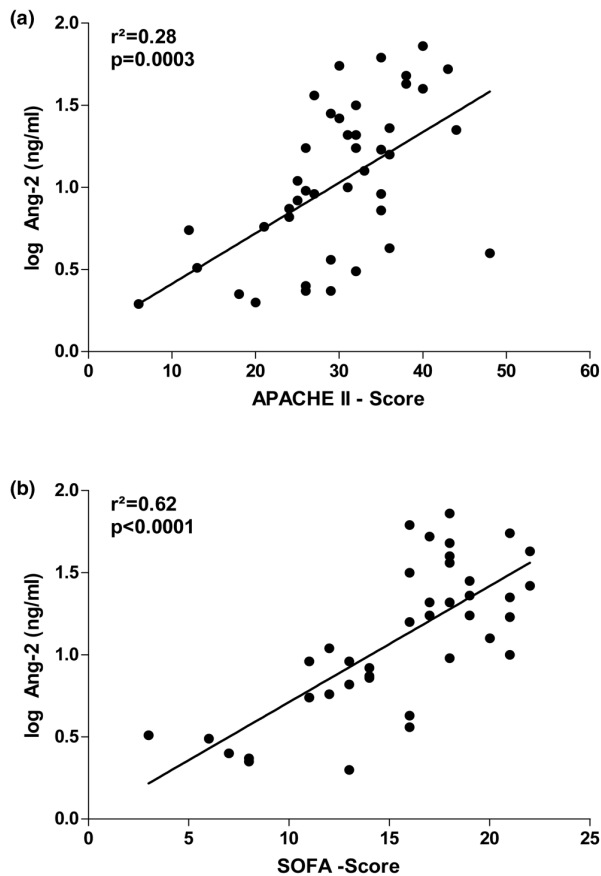 (a)
r²=0.28
p=0.0003
log Ang-2 (ng/ml)
2.0
1.5
1.0
0.5
0.0
0 10 20 30 40 50 60
APACHE II - Score
(b)
r²=0.62
p<0.0001
log Ang-2 (ng/ml)
2.0
1.5
1.0
0.5
0.0
0 5 10 15 20 25
SOFA -Score